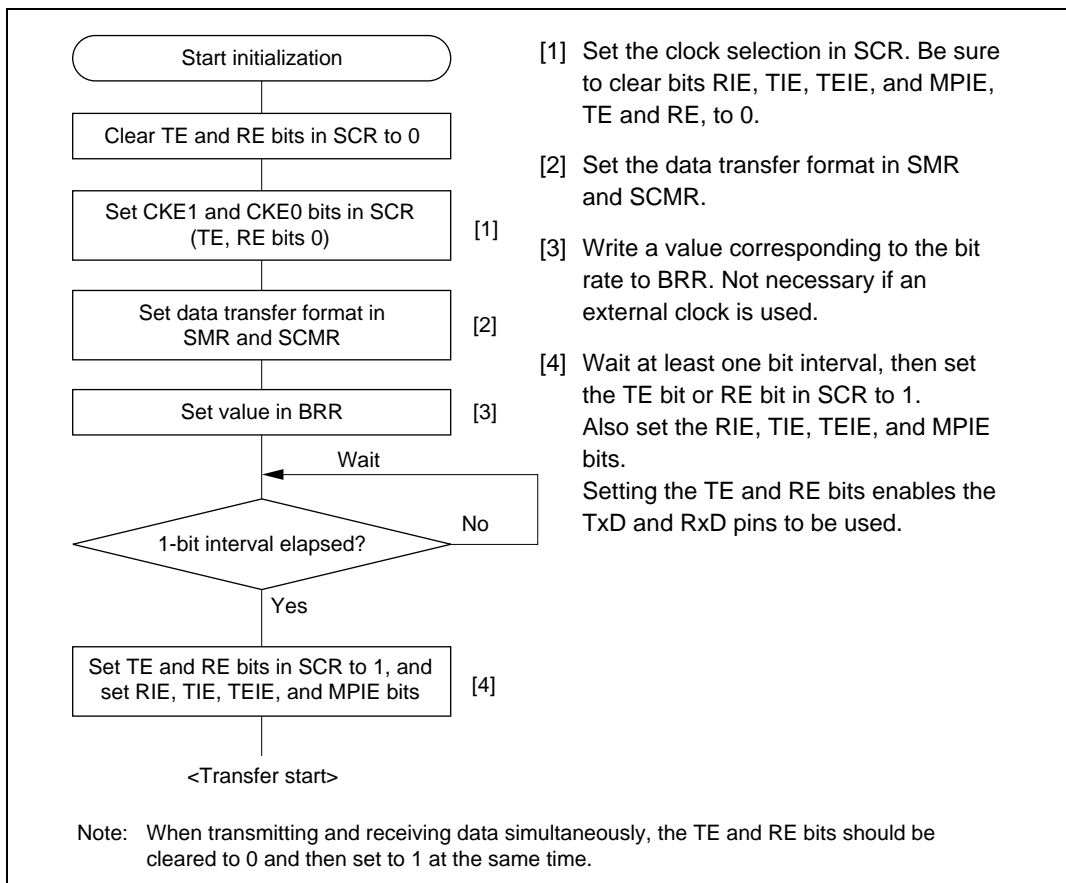 Start initialization
Clear TE and RE bits in SCR to 0
Set CKE1 and CKE0 bits in SCR
(TE, RE bits 0)
[1]
Set data transfer format in
SMR and SCMR
[2]
Set value in BRR
[3]
Wait
No
1-bit interval elapsed?
Yes
Set TE and RE bits in SCR to 1, and
set RIE, TIE, TEIE, and MPIE bits
[4]
<Transfer start>
[1] Set the clock selection in SCR. Be sure
to clear bits RIE, TIE, TEIE, and MPIE,
TE and RE, to 0.
[2] Set the data transfer format in SMR
and SCMR.
[3] Write a value corresponding to the bit
rate to BRR. Not necessary if an
external clock is used.
[4] Wait at least one bit interval, then set
the TE bit or RE bit in SCR to 1.
Also set the RIE, TIE, TEIE, and MPIE
bits.
Setting the TE and RE bits enables the
TxD and RxD pins to be used.
Note: When transmitting and receiving data simultaneously, the TE and RE bits should be
cleared to 0 and then set to 1 at the same time.